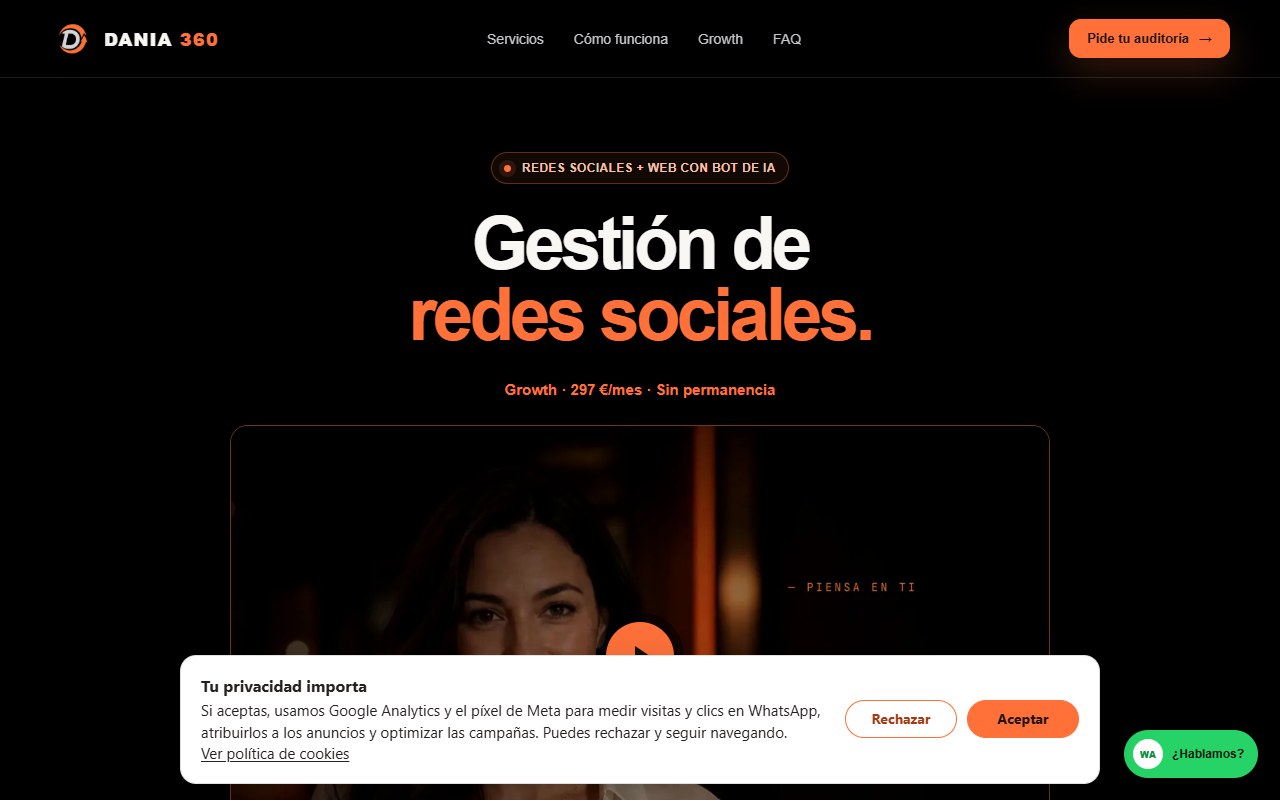 DANIA 360
Servicios
Cómo funciona
Growth
FAQ
Pide tu auditoría →
REDES SOCIALES + WEB CON BOT DE IA
Gestión de
redes sociales.
Growth · 297 €/mes · Sin permanencia
— PIENSA EN TI
Tu privacidad importa
Si aceptas, usamos Google Analytics y el píxel de Meta para medir visitas y clics en WhatsApp,
atribuirlos a los anuncios y optimizar las campañas. Puedes rechazar y seguir navegando.
Ver política de cookies
Rechazar
Aceptar
WA ¿Hablamos?